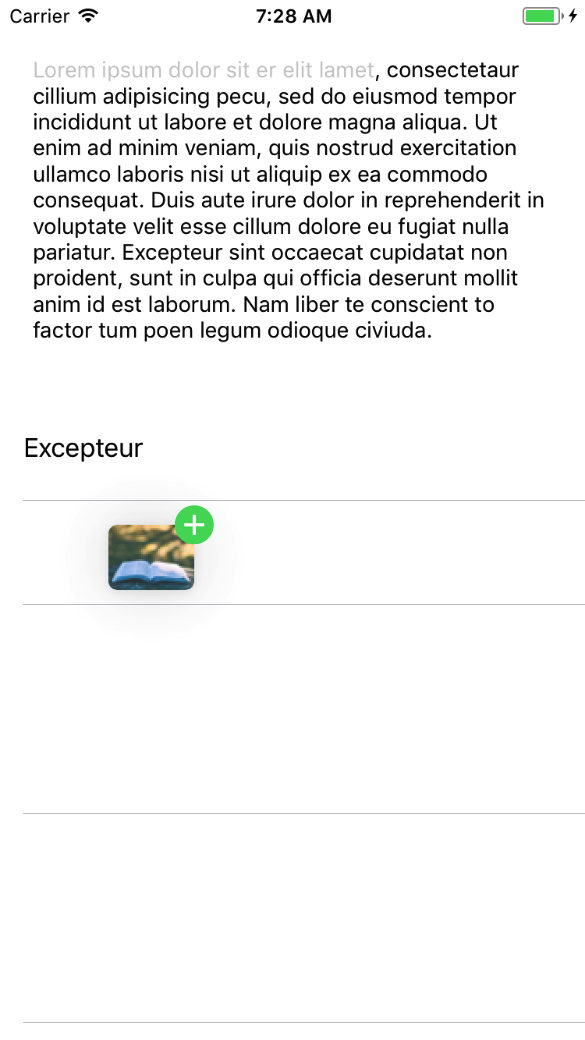 Carrier 7:28 AM
Lorem ipsum dolor sit er elit lamet, consectetaur
cillium adipisicing pecu, sed do eiusmod tempor
incididunt ut labore et dolore magna aliqua. Ut
enim ad minim veniam, quis nostrud exercitation
ullamco laboris nisi ut aliquip ex ea commodo
consequat. Duis aute irure dolor in reprehenderit in
voluptate velit esse cillum dolore eu fugiat nulla
pariatur. Excepteur sint occaecat cupidatat non
proident, sunt in culpa qui officia deserunt mollit
anim id est laborum. Nam liber te conscient to
factor tum poen legum odioque civiuda.
Excepteur